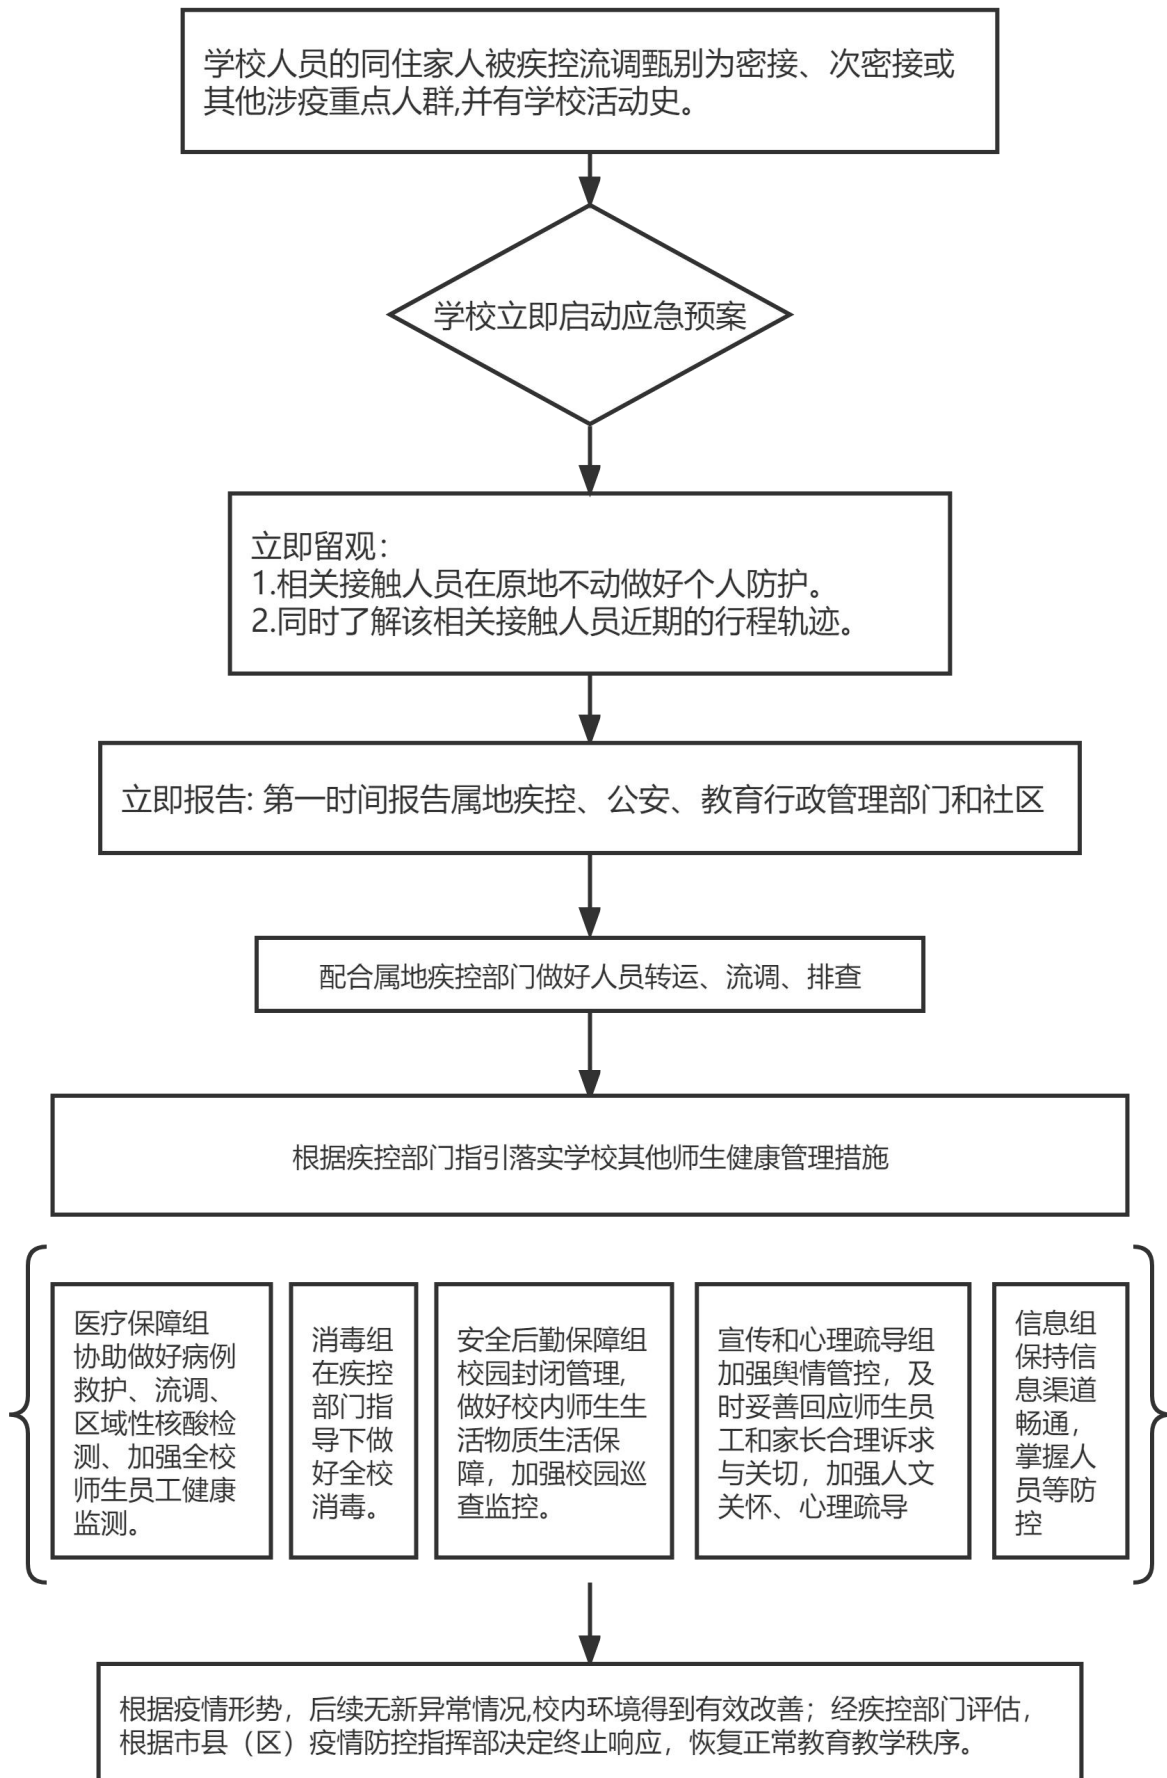 学校人员的同住家人被疾控流调甄别为密接、次密接或
其他涉疫重点人群,并有学校活动史。
学校立即启动应急预案
立即留观：
1.相关接触人员在原地不动做好个人防护。
2.同时了解该相关接触人员近期的行程轨迹。
立即报告: 第一时间报告属地疾控、公安、教育行政管理部门和社区
配合属地疾控部门做好人员转运、流调、排查
根据疾控部门指引落实学校其他师生健康管理措施
医疗保障组
协助做好病例
救护、流调、
区域性核酸检
测、加强全校
师生员工健康
监测。
消毒组
在疾控
部门指
导下做
好全校
消毒。
安全后勤保障组
校园封闭管理，
做好校内师生生
活物质生活保
障，加强校园巡
查监控。
宣传和心理疏导组
加强舆情管控，及
时妥善回应师生员
工和家长合理诉求
与关切，加强人文
关怀、心理疏导
信息组
保持信
息渠道
畅通，
掌握人
员等防
控
根据疫情形势，后续无新异常情况,校内环境得到有效改善；经疾控部门评估，
根据市县（区）疫情防控指挥部决定终止响应，恢复正常教育教学秩序。